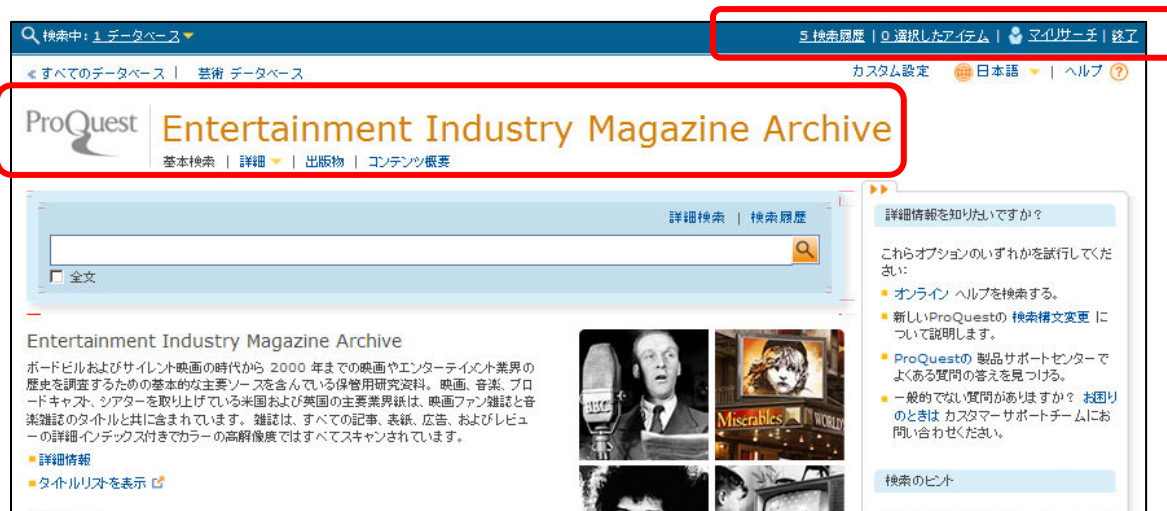 検索中: 1 データベース
5 検索履歴 | 0 選択したアイテム | マイリサーチ | 終了
« すべてのデータベース | 芸術 データベース
カスタム設定 日本語 | ヘルプ ?
ProQuest Entertainment Industry Magazine Archive
基本検索 | 詳細 | 出版物 | コンテンツ概要
詳細検索 | 検索履歴
全文
Entertainment Industry Magazine Archive
ボードビルおよびサイレント映画の時代から 2000 年までの映画やエンターテイメント業界の
歴史を調査するための基本的な主要ソースを含んでいる保管用研究資料。映画、音楽、ブロ
ードキャスト、シアターを取り上げている米国および英国の主要業界紙は、映画ファン雑誌と音
楽雑誌のタイトルと共に含まれています。雑誌は、すべての記事、表紙、広告、およびレビュ
ーの詳細インデックス付きでカラーの高解像度ではすべてスキャンされています。
詳細情報
タイトルリストを表示
BBC
Miserables
WORLD
詳細情報を知りたいですか？
これらオプションのいずれかを試行してくだ
さい:
オンライン ヘルプを検索する。
新しいProQuestの 検索構文変更 に
ついて説明します。
ProQuestの 製品サポートセンターで
よくある質問の答えを見つける。
一般的でない質問がありますか？ お困り
のときは カスタマーサポートチームにお
問い合わせください。
検索のヒント